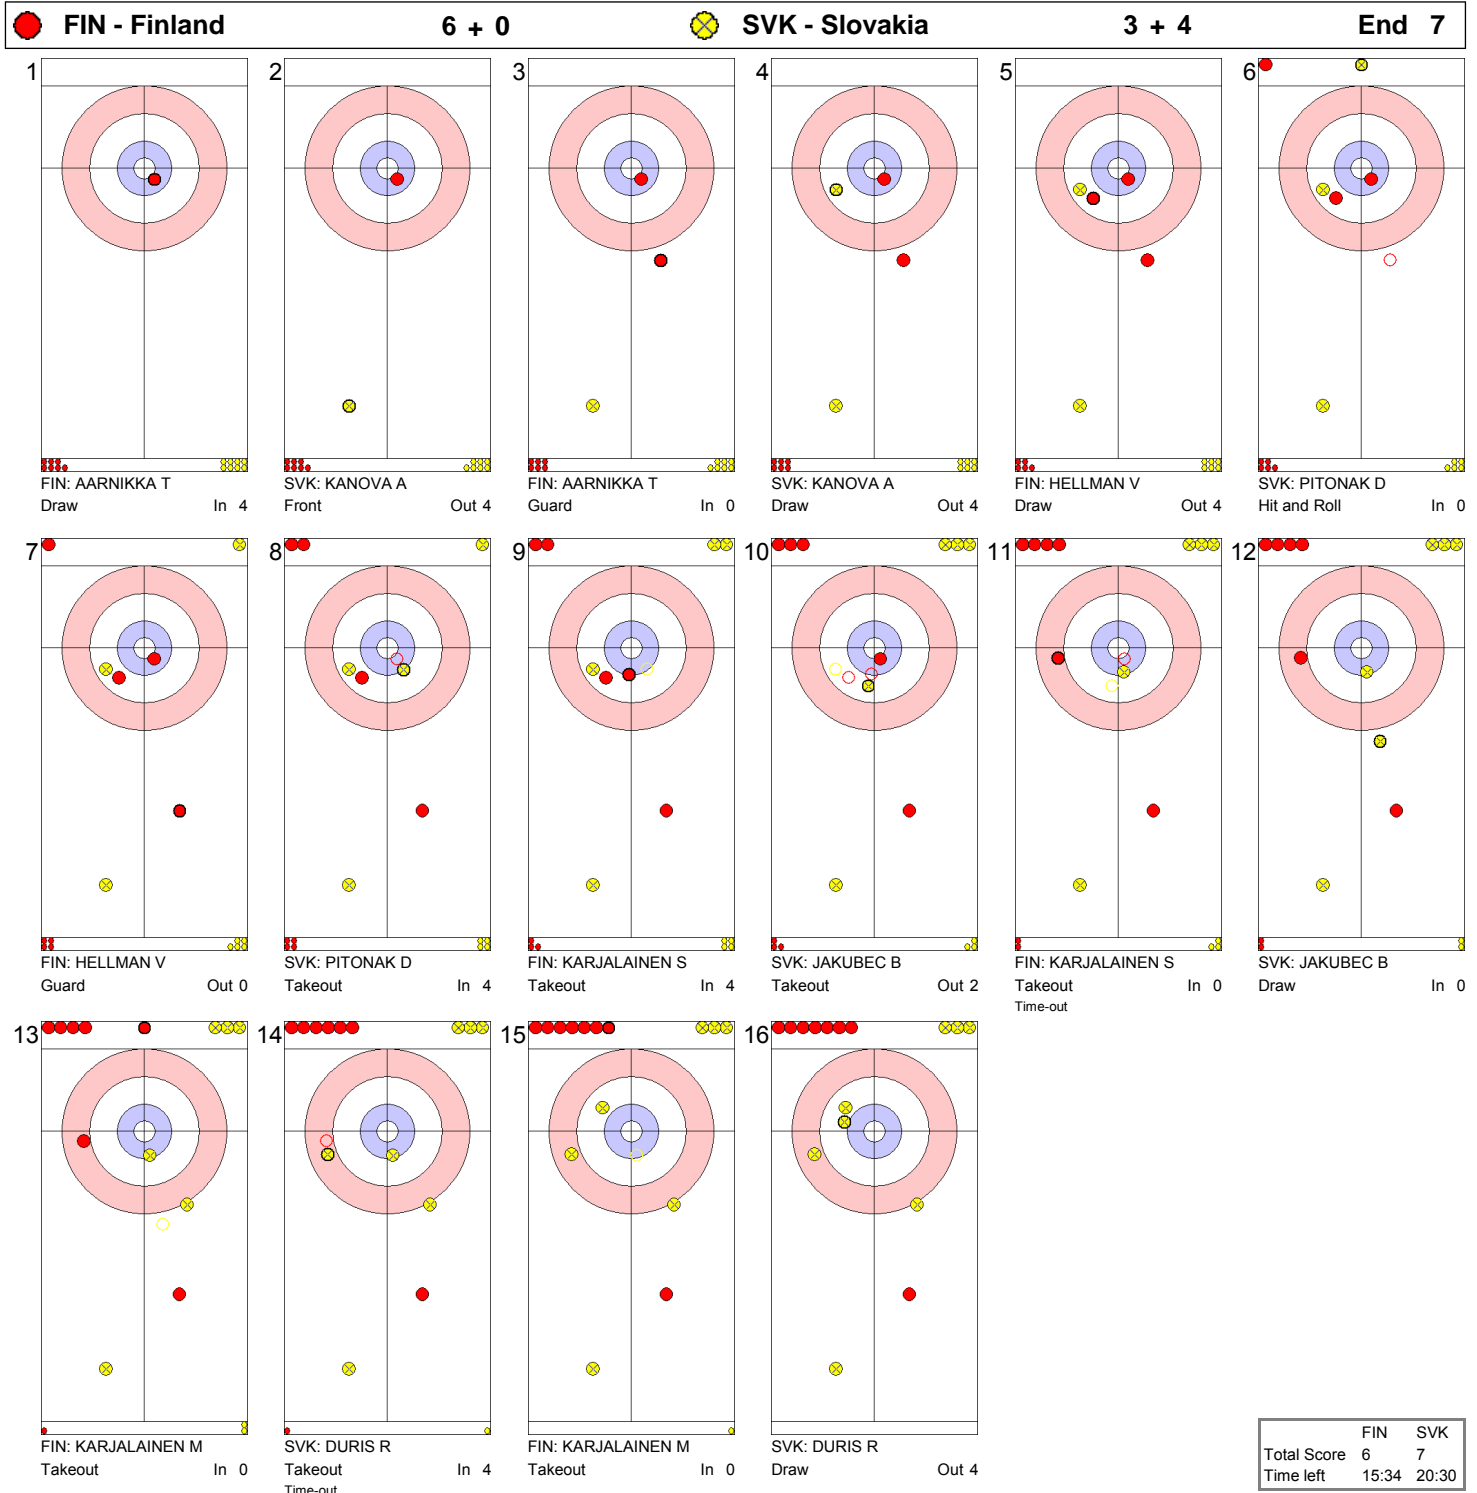 FIN - Finland 6 + 0 SVK - Slovakia 3 + 4 End 7
1 2 3 4 5 6
FIN: AARNIKKA T SVK: KANOVA A FIN: AARNIKKA T SVK: KANOVA A FIN: HELLMAN V SVK: PITONAK D
Draw In 4 Front Out 4 Guard In 0 Draw Out 4 Draw Out 4 Hit and Roll In 0
7 8 9 10 11 12
FIN: HELLMAN V SVK: PITONAK D FIN: KARJALAINEN S SVK: JAKUBEC B FIN: KARJALAINEN S SVK: JAKUBEC B
Guard Out 0 Takeout In 4 Takeout In 4 Takeout Out 2 Takeout In 0 Draw In 0
Time-out
13 14 15 16
FIN: KARJALAINEN M SVK: DURIS R FIN: KARJALAINEN M SVK: DURIS R
Takeout In 0 Takeout In 4 Takeout In 0 Draw Out 4
Time-out
FIN SVK
Total Score 6 7
Time left 15:34 20:30